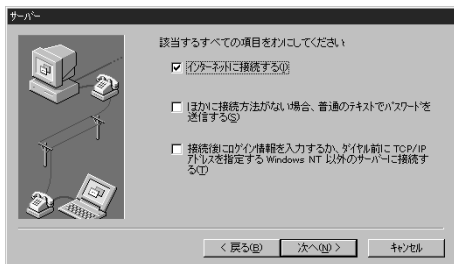 サーバー
該当するすべての項目をオンにしてください
インターネットに接続する(I)
ほかに接続方法がない場合、普通のテキストでパスワードを
送信する(S)
接続後にログイン情報を入力するか、ダイヤル前に TCP/IP
アドレスを指定する Windows NT 以外のサーバーに接続す
る(T)
< 戻る(B)
次へ(N) >
キャンセル